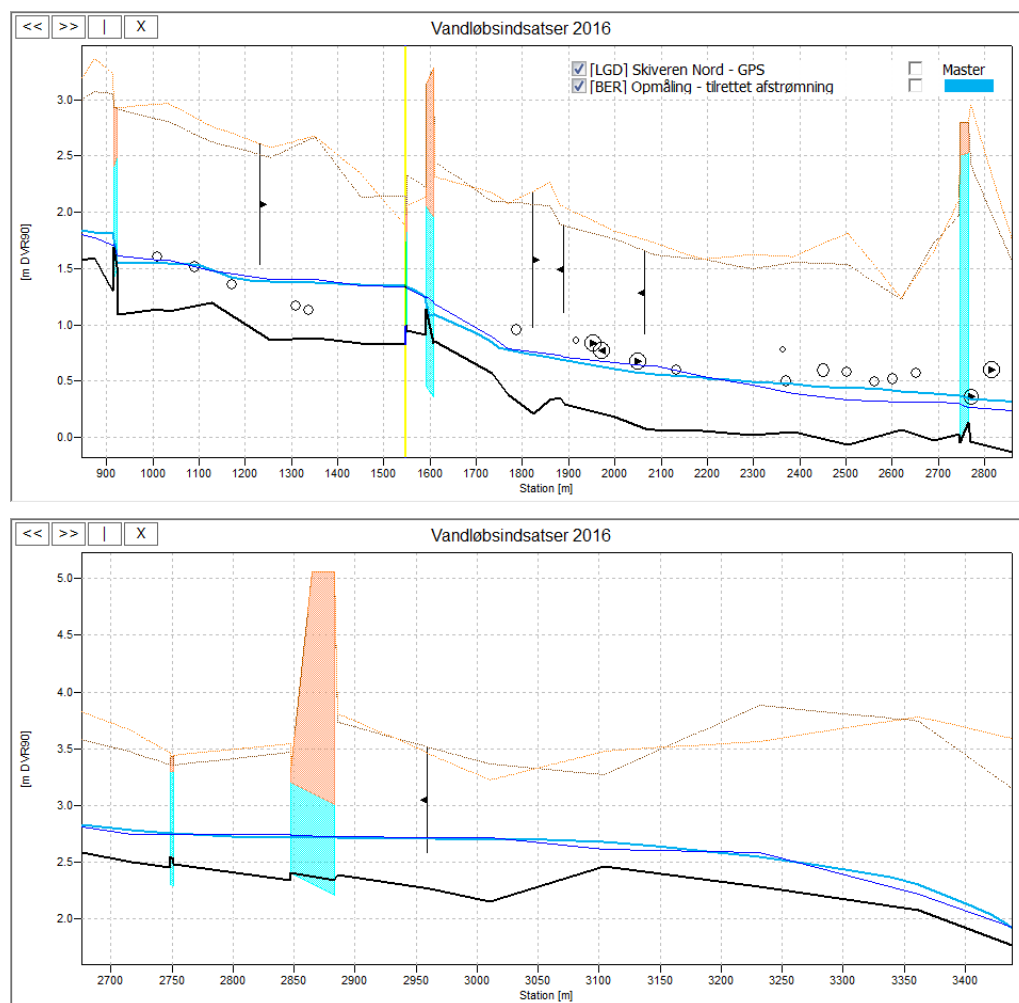 << >> | X
Vandløbsindsatser 2016
[LGD] Skiveren Nord - GPS
Master
[BER] Opmåling - tilrettet afstrømning
[m DVR90]
3.0
2.5
2.0
1.5
1.0
0.5
0.0
900 1000 1100 1200 1300 1400 1500 1600 1700 1800 1900 2000 2100 2200 2300 2400 2500 2600 2700 2800
Station [m]
<< >> | X
Vandløbsindsatser 2016
[m DVR90]
5.0
4.5
4.0
3.5
3.0
2.5
2.0
2700 2750 2800 2850 2900 2950 3000 3050 3100 3150 3200 3250 3300 3350 3400
Station [m]